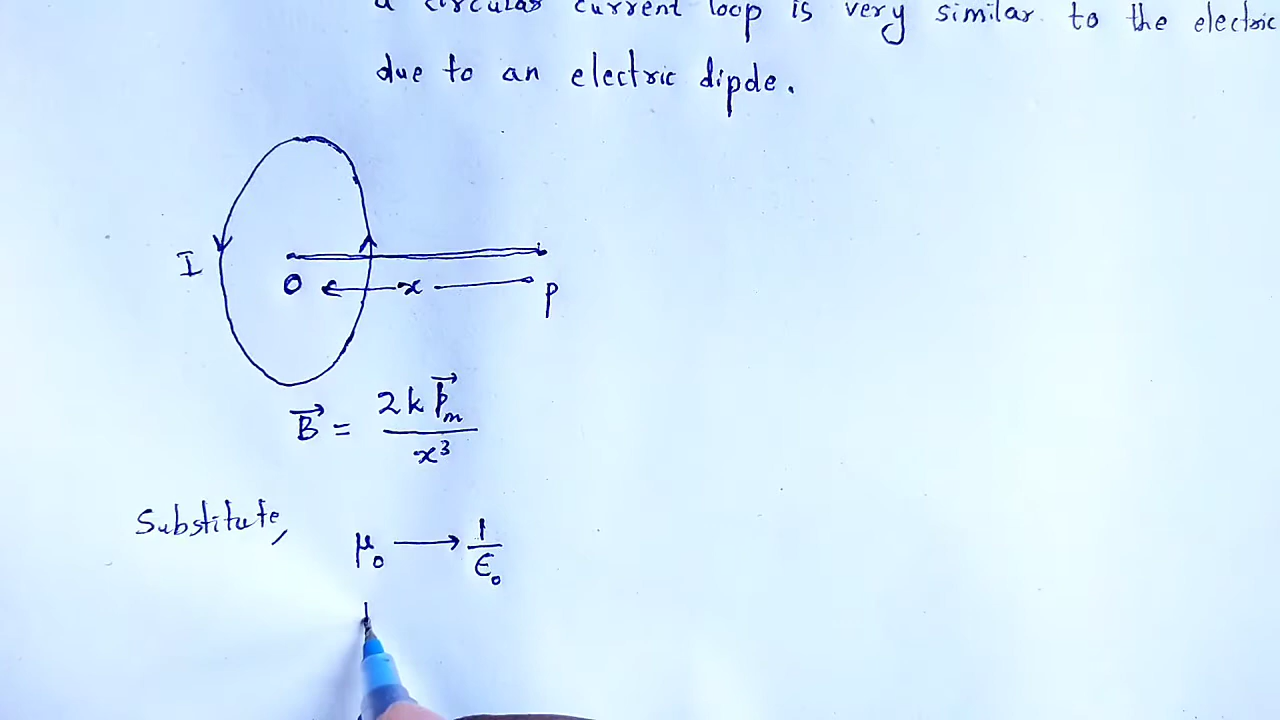 a circular current loop is very similar to the electric
due to an electric dipole.
I
O x P
B⃗ = 2k p⃗ₘ / x³
Substitute,
μ₀ ⟶ 1/ϵ₀